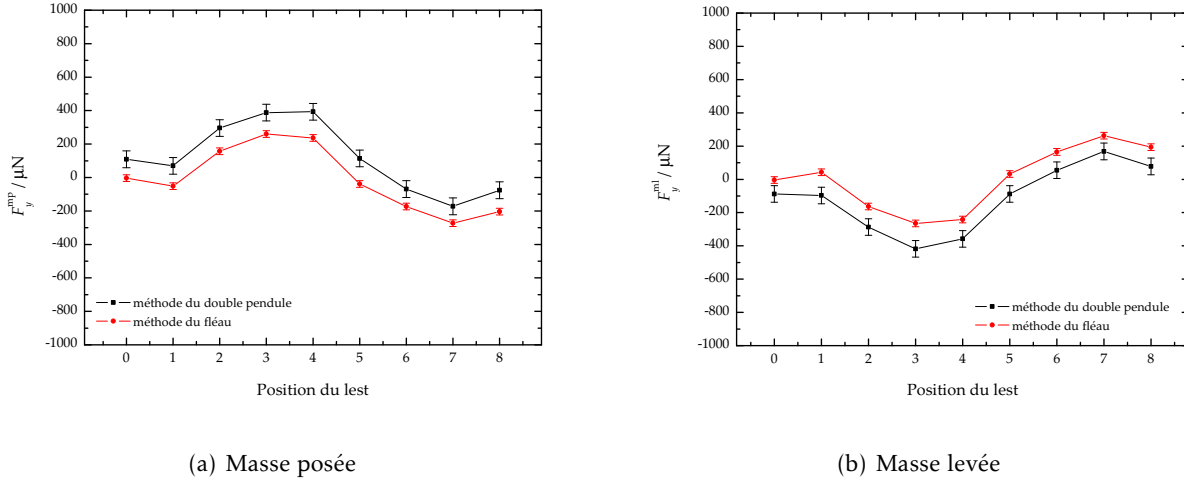 1000
800
600
400
200
0
-200
-400
-600
-800
-1000
F_y^mp / µN
méthode du double pendule
méthode du fléau
0 1 2 3 4 5 6 7 8
Position du lest
(a) Masse posée
1000
800
600
400
200
0
-200
-400
-600
-800
-1000
F_y^ml / µN
méthode du double pendule
méthode du fléau
0 1 2 3 4 5 6 7 8
Position du lest
(b) Masse levée